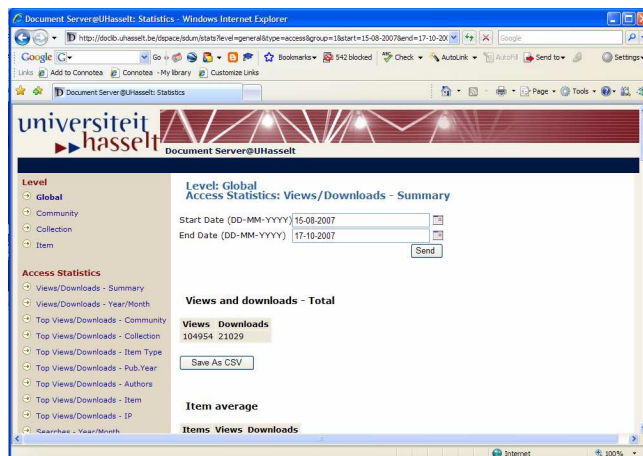 Document Server@UHasselt: Statistics - Windows Internet Explorer
http://doclib.uhasselt.be/dspace/sdum/stats?level=general&type=access&group=1&start=15-08-2007&end=17-10-20
Google
Google G
Go
Bookmarks
542 blocked
Check
AutoLink
AutoFill
Send to
Settings
Links Add to Connotea Connotea - My library Customize Links
Document Server@UHasselt: Statistics
Page Tools
universiteit
hasselt
Document Server@UHasselt
Level
Global
Community
Collection
Item
Access Statistics
Views/Downloads - Summary
Views/Downloads - Year/Month
Top Views/Downloads - Community
Top Views/Downloads - Collection
Top Views/Downloads - Item Type
Top Views/Downloads - Pub.Year
Top Views/Downloads - Authors
Top Views/Downloads - Item
Top Views/Downloads - IP
Searches - Year/Month
Level: Global
Access Statistics: Views/Downloads - Summary
Start Date (DD-MM-YYYY) 15-08-2007
End Date (DD-MM-YYYY) 17-10-2007
Send
Views and downloads - Total
Views Downloads
104954 21029
Save As CSV
Item average
Items Views Downloads
Internet
100%